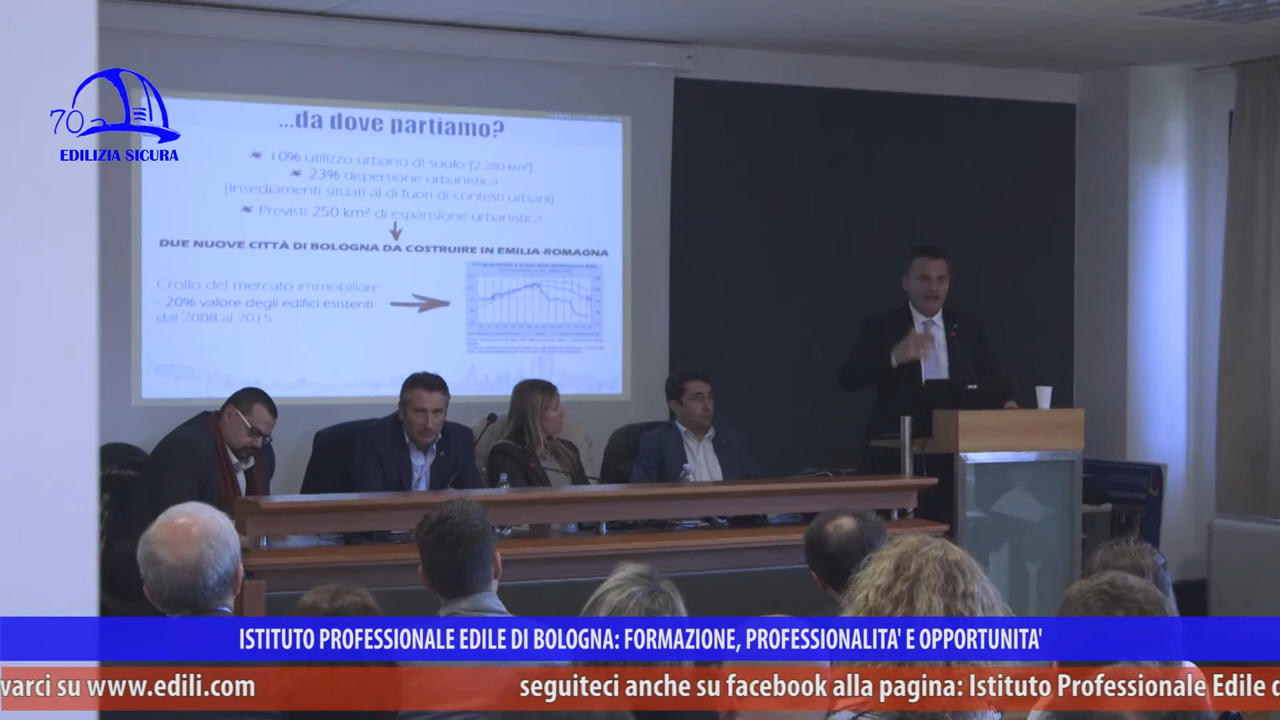 70
EDILIZIA SICURA
...da dove partiamo?
10% utilizzo urbano di suolo (2 280 km²)
23% dispersione urbanistica
(Insediamenti situati al di fuori di contesti urbani)
Previsti 250 km² di espansione urbanistica
DUE NUOVE CITTÀ DI BOLOGNA DA COSTRUIRE IN EMILIA-ROMAGNA
Crollo del mercato immobiliare
- 20% valore degli edifici esistenti
dal 2008 al 2015
ISTITUTO PROFESSIONALE EDILE DI BOLOGNA: FORMAZIONE, PROFESSIONALITA' E OPPORTUNITA'
varci su www.edili.com seguiteci anche su facebook alla pagina: Istituto Professionale Edile